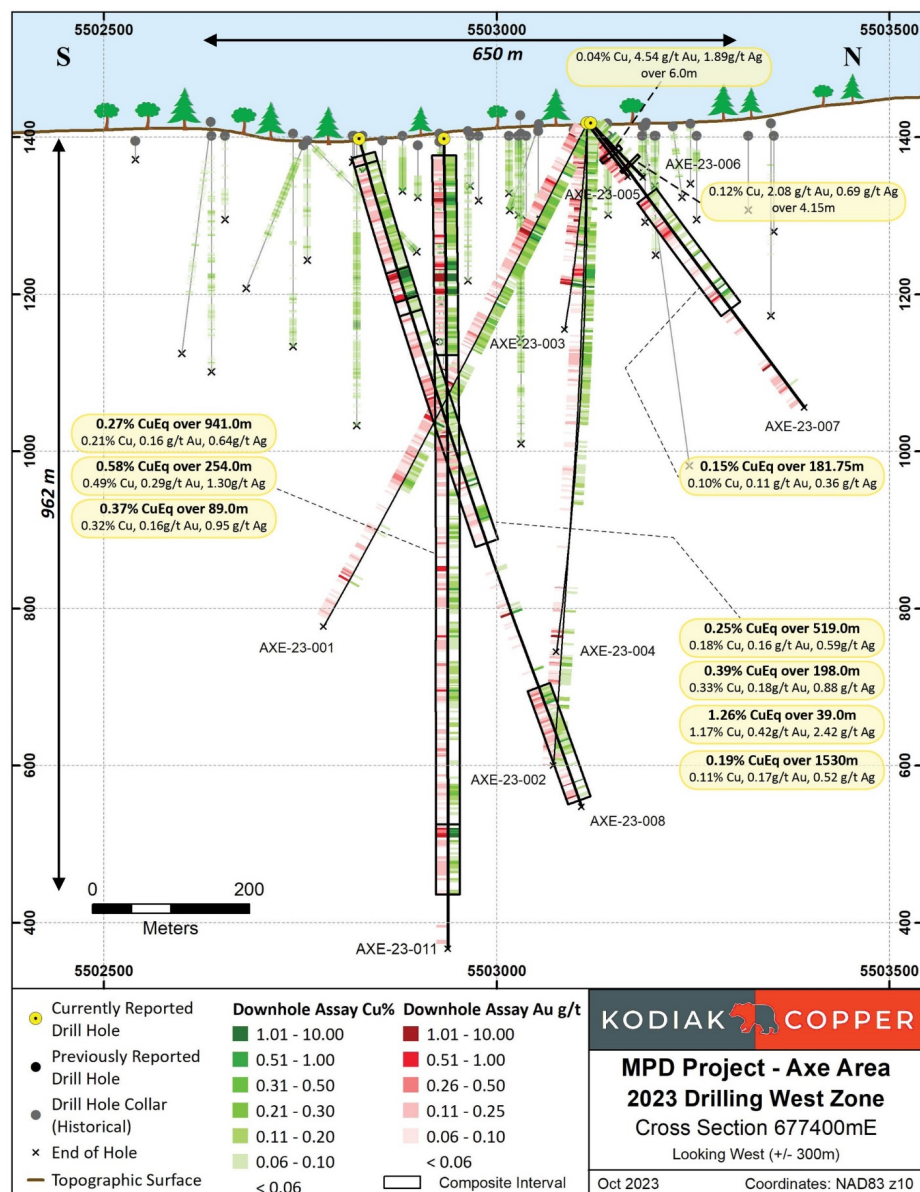 5502500
5503000
5503500
S
650 m
N
0.04% Cu, 4.54 g/t Au, 1.89g/t Ag
over 6.0m
1400
1400
AXE-23-006
AXE-23-005
0.12% Cu, 2.08 g/t Au, 0.69 g/t Ag
over 4.15m
1200
1200
AXE-23-003
AXE-23-007
0.27% CuEq over 941.0m
0.21% Cu, 0.16 g/t Au, 0.64g/t Ag
0.58% CuEq over 254.0m
0.49% Cu, 0.29g/t Au, 1.30g/t Ag
0.37% CuEq over 89.0m
0.32% Cu, 0.16g/t Au, 0.95 g/t Ag
1000
1000
0.15% CuEq over 181.75m
0.10% Cu, 0.11 g/t Au, 0.36 g/t Ag
962 m
800
800
AXE-23-001
AXE-23-004
0.25% CuEq over 519.0m
0.18% Cu, 0.16 g/t Au, 0.59g/t Ag
0.39% CuEq over 198.0m
0.33% Cu, 0.18g/t Au, 0.88 g/t Ag
1.26% CuEq over 39.0m
1.17% Cu, 0.42g/t Au, 2.42 g/t Ag
0.19% CuEq over 1530m
0.11% Cu, 0.17g/t Au, 0.52 g/t Ag
600
600
AXE-23-002
AXE-23-008
0
200
Meters
400
400
AXE-23-011
5502500
5503000
5503500
Currently Reported
Drill Hole
Previously Reported
Drill Hole
Drill Hole Collar
(Historical)
End of Hole
Topographic Surface
Downhole Assay Cu%
1.01 - 10.00
0.51 - 1.00
0.31 - 0.50
0.21 - 0.30
0.11 - 0.20
0.06 - 0.10
< 0.06
Downhole Assay Au g/t
1.01 - 10.00
0.51 - 1.00
0.26 - 0.50
0.11 - 0.25
0.06 - 0.10
< 0.06
Composite Interval
KODIAK COPPER
MPD Project - Axe Area
2023 Drilling West Zone
Cross Section 677400mE
Looking West (+/- 300m)
Oct 2023
Coordinates: NAD83 z10